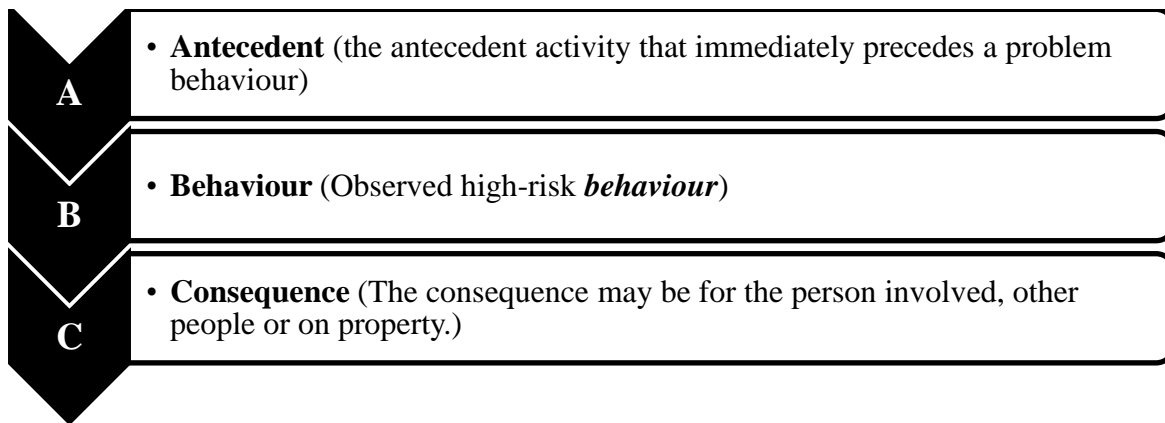 A
• Antecedent (the antecedent activity that immediately precedes a problem
behaviour)
B
• Behaviour (Observed high-risk behaviour)
C
• Consequence (The consequence may be for the person involved, other
people or on property.)